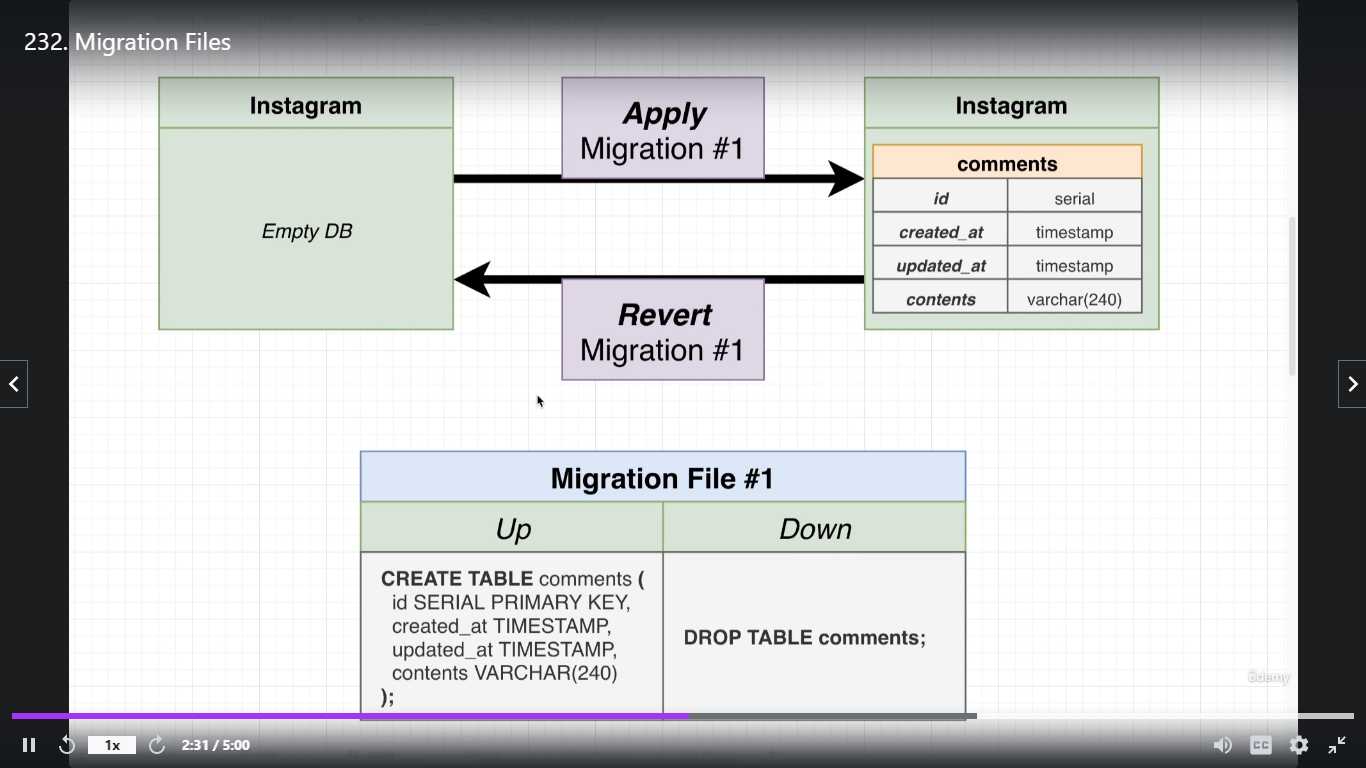 232. Migration Files
Instagram
Empty DB
Apply
Migration #1
Revert
Migration #1
Instagram
comments
id serial
created_at timestamp
updated_at timestamp
contents varchar(240)
Migration File #1
Up Down
CREATE TABLE comments (
id SERIAL PRIMARY KEY,
created_at TIMESTAMP,
updated_at TIMESTAMP,
contents VARCHAR(240)
);
DROP TABLE comments;
ûdemy
1x
2:31 / 5:00
CC